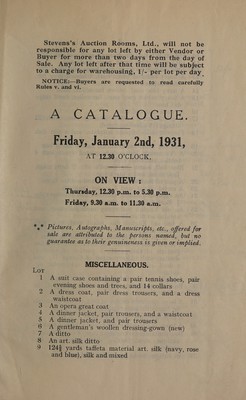 Stevens's Auction Rooms, Ltd., will not be
responsible for any lot left by either Vendor or
Buyer for more than two days from the day of
Sale. Any lot left after that time will be subject
to a charge for warehousing, 1/- per lot per day.
NOTICE:—Buyers are requested to read carefully
Rules v. and vi.
A CATALOGUE.
Friday, January 2nd, 1931,
AT 12.30 O'CLOCK.
ON VIEW :
Thursday, 12.30 p.m. to 5.30 p.m.
Friday, 9.30 a.m. to 11.30 a.m.
*** Pictures, Autographs, Manuscripts, etc., offered for
sale are attributed to the persons named, but no
guarantee as to their genuineness is given or implied.
MISCELLANEOUS.
Lot
1 A suit case containing a pair tennis shoes, pair
evening shoes and trees, and 14 collars
2 A dress coat, pair dress trousers, and a dress
waistcoat
3 An opera great coat
4 A dinner jacket, pair trousers, and a waistcoat
5 A dinner jacket, and pair trousers
6 A gentleman's woollen dressing-gown (new)
7 A ditto
8 An art. silk ditto
9 124¾ yards taffeta material art. silk (navy, rose
and blue), silk and mixed